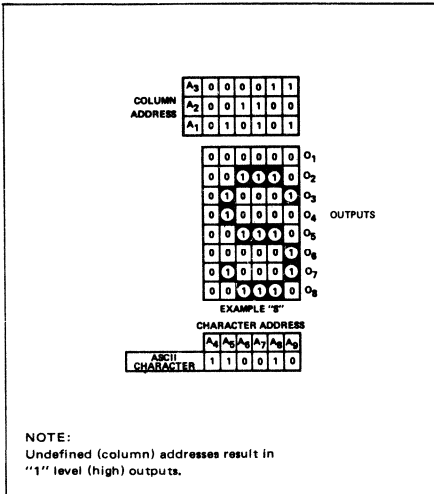 A3 0 0 0 0 1 1
COLUMN ADDRESS A2 0 0 1 1 0 0
A1 0 1 0 1 0 1
0 0 0 0 0 0 O1
0 0 1 1 1 0 O2
0 1 0 0 0 1 O3
0 1 0 0 0 0 O4 OUTPUTS
0 0 1 1 1 0 O5
0 0 0 0 0 1 O6
0 1 0 0 0 1 O7
0 0 1 1 1 0 O8
EXAMPLE "S"
CHARACTER ADDRESS
A4 A5 A6 A7 A8 A9
ASCII CHARACTER 1 1 0 0 1 0
NOTE:
Undefined (column) addresses result in
"1" level (high) outputs.